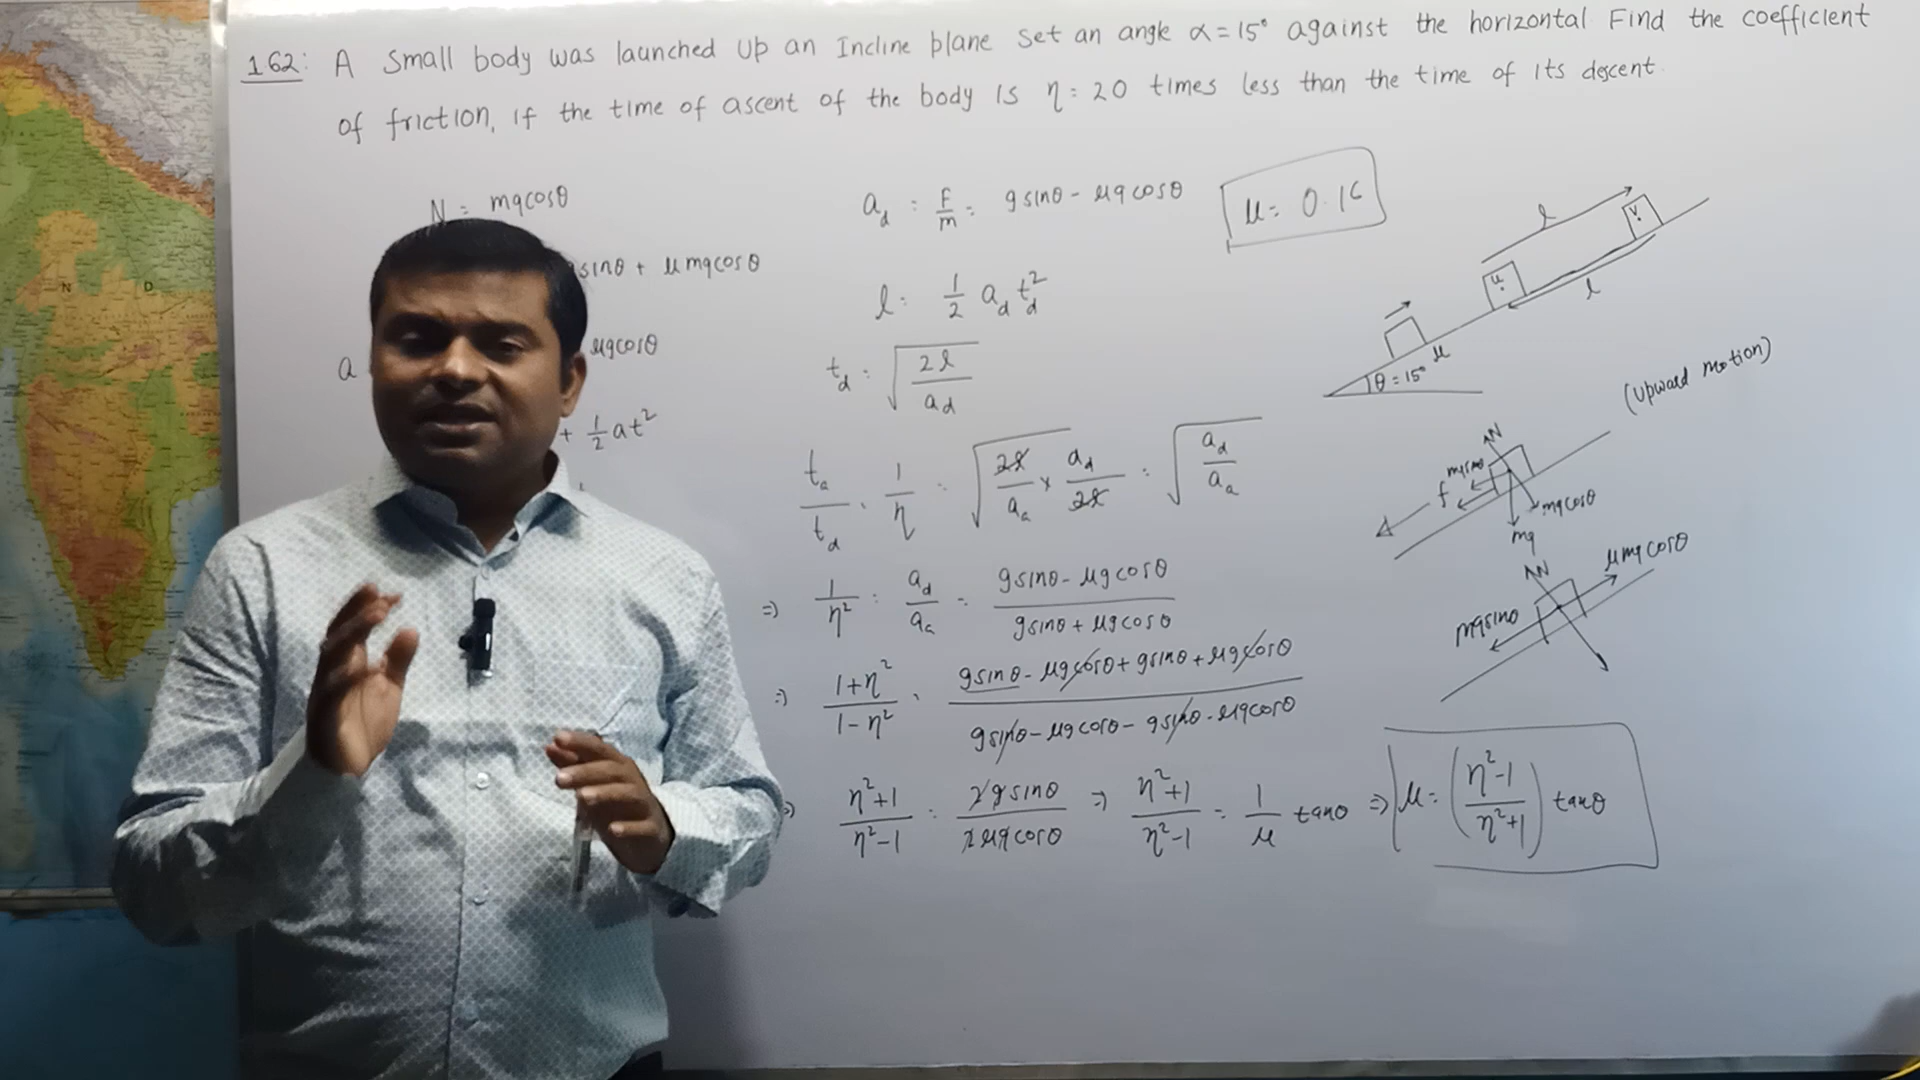 162: A small body was launched up an Incline plane set an angle α = 15° against the horizontal Find the coefficient
of friction, if the time of ascent of the body is η = 20 times less than the time of its descent.
N = mgcosθ
sinθ + μmgcosθ
a
μgcosθ
+ 1/2 at²
a_d = F/m = gsinθ - μgcosθ
μ = 0.16
l = 1/2 a_d t_d²
t_d = √(2l/a_d)
t_a/t_d = 1/η = √(2l/a_a × a_d/2l) = √(a_d/a_a)
=> 1/η² = a_d/a_a = (gsinθ - μgcosθ)/(gsinθ + μgcosθ)
=> (1+η²)/(1-η²) = (gsinθ - μgcosθ + gsinθ + μgcosθ)/(gsinθ - μgcosθ - gsinθ - μgcosθ)
=> (η²+1)/(η²-1) = 2gsinθ/2μgcosθ => (η²+1)/(η²-1) = 1/μ tanθ => μ = ((η²-1)/(η²+1)) tanθ
l
v
u
l
μ
θ = 15°
(upward motion)
N
mgsinθ
f
mgcosθ
mg
N
μmgcosθ
mgsinθ
N
D